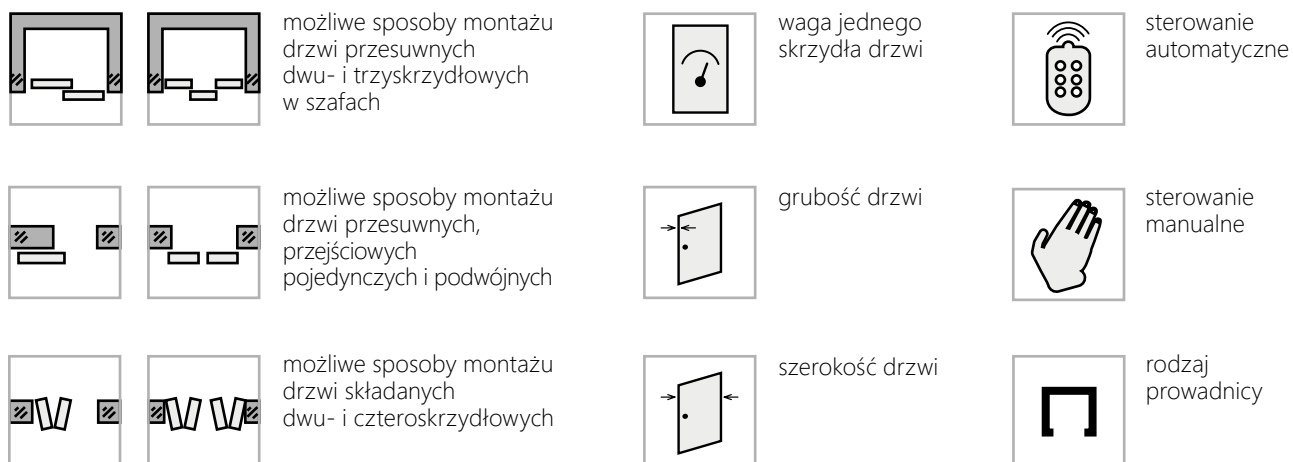 możliwe sposoby montażu
drzwi przesuwnych
dwu- i trzyskrzydłowych
w szafach
waga jednego
skrzydła drzwi
sterowanie
automatyczne
możliwe sposoby montażu
drzwi przesuwnych,
przejściowych
pojedynczych i podwójnych
grubość drzwi
sterowanie
manualne
możliwe sposoby montażu
drzwi składanych
dwu- i czteroskrzydłowych
szerokość drzwi
rodzaj
prowadnicy